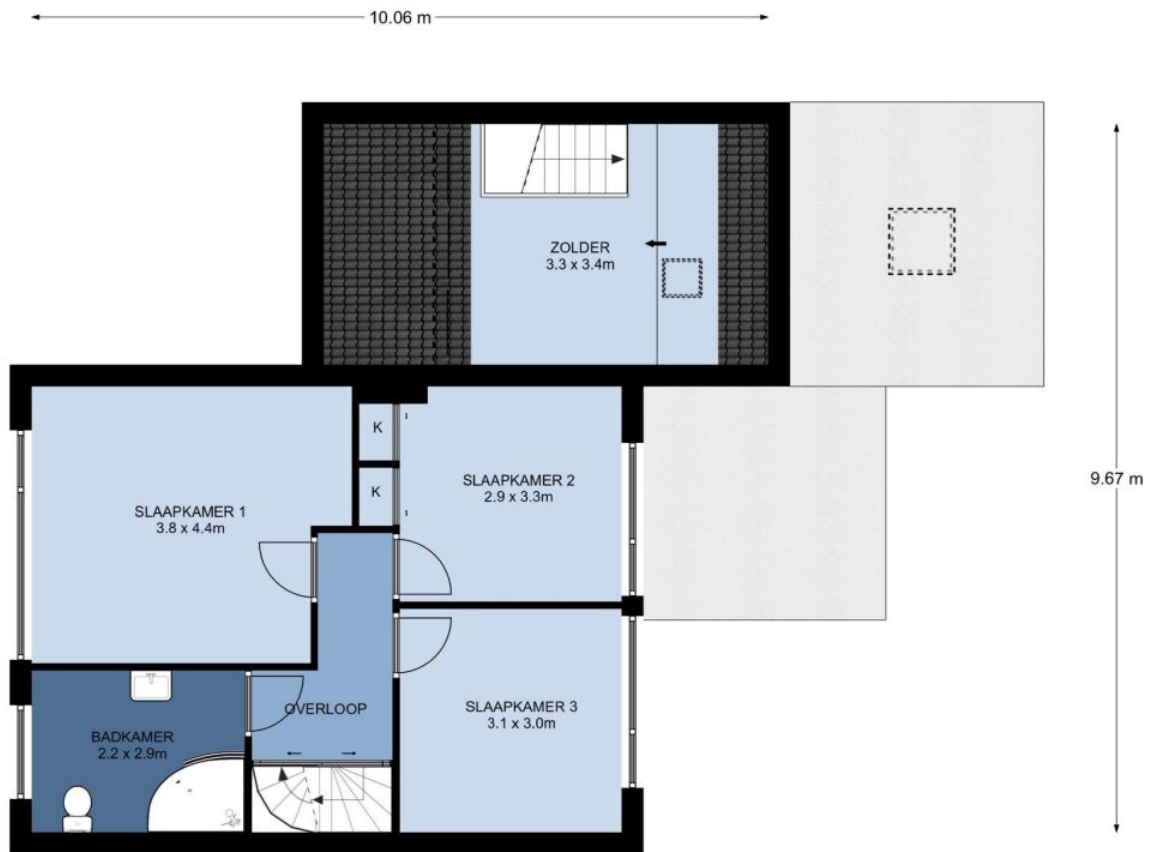 10.06 m
ZOLDER
3.3 x 3.4m
K
K
SLAAPKAMER 2
2.9 x 3.3m
9.67 m
SLAAPKAMER 1
3.8 x 4.4m
SLAAPKAMER 3
3.1 x 3.0m
OVERLOOP
BADKAMER
2.2 x 2.9m